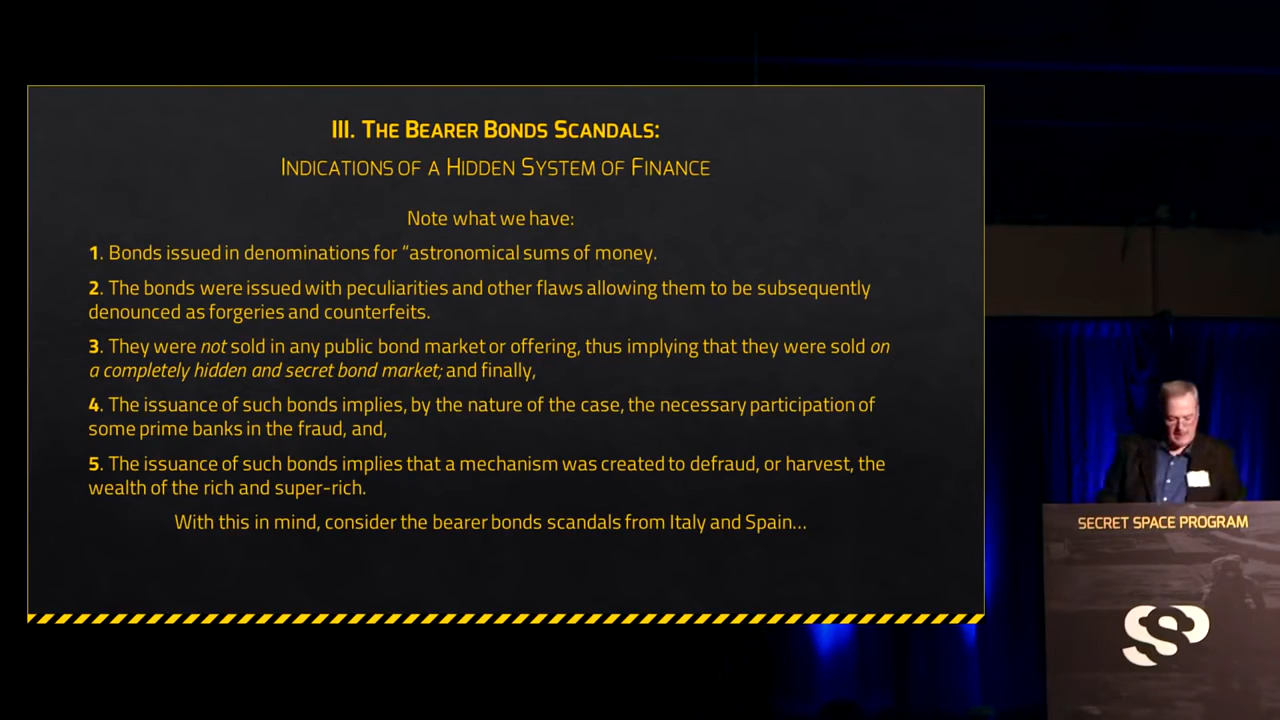 III. THE BEARER BONDS SCANDALS:
INDICATIONS OF A HIDDEN SYSTEM OF FINANCE
Note what we have:
1. Bonds issued in denominations for “astronomical sums of money.
2. The bonds were issued with peculiarities and other flaws allowing them to be subsequently
denounced as forgeries and counterfeits.
3. They were not sold in any public bond market or offering, thus implying that they were sold on
a completely hidden and secret bond market; and finally,
4. The issuance of such bonds implies, by the nature of the case, the necessary participation of
some prime banks in the fraud, and,
5. The issuance of such bonds implies that a mechanism was created to defraud, or harvest, the
wealth of the rich and super-rich.
With this in mind, consider the bearer bonds scandals from Italy and Spain...
SECRET SPACE PROGRAM
SSP